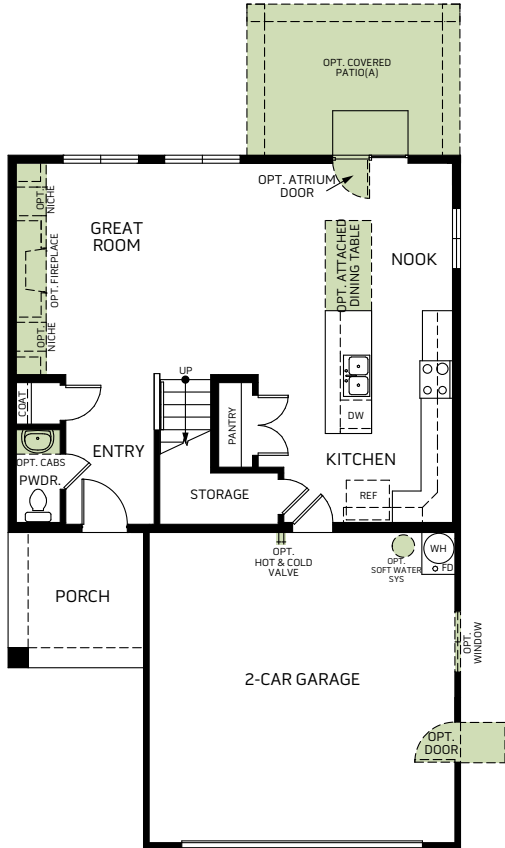 OPT. COVERED
PATIO(A)
OPT. ATRIUM
DOOR
OPT.
NICHE
GREAT
ROOM
OPT. ATTACHED
DINING TABLE
NOOK
OPT. FIREPLACE
OPT.
NICHE
UP
COAT
PANTRY
DW
OPT. CABS
PWDR.
ENTRY
KITCHEN
STORAGE
REF
OPT.
HOT & COLD
VALVE
OPT.
SOFT WATER
SYS
WH
FD
PORCH
OPT.
WINDOW
2-CAR GARAGE
OPT.
DOOR